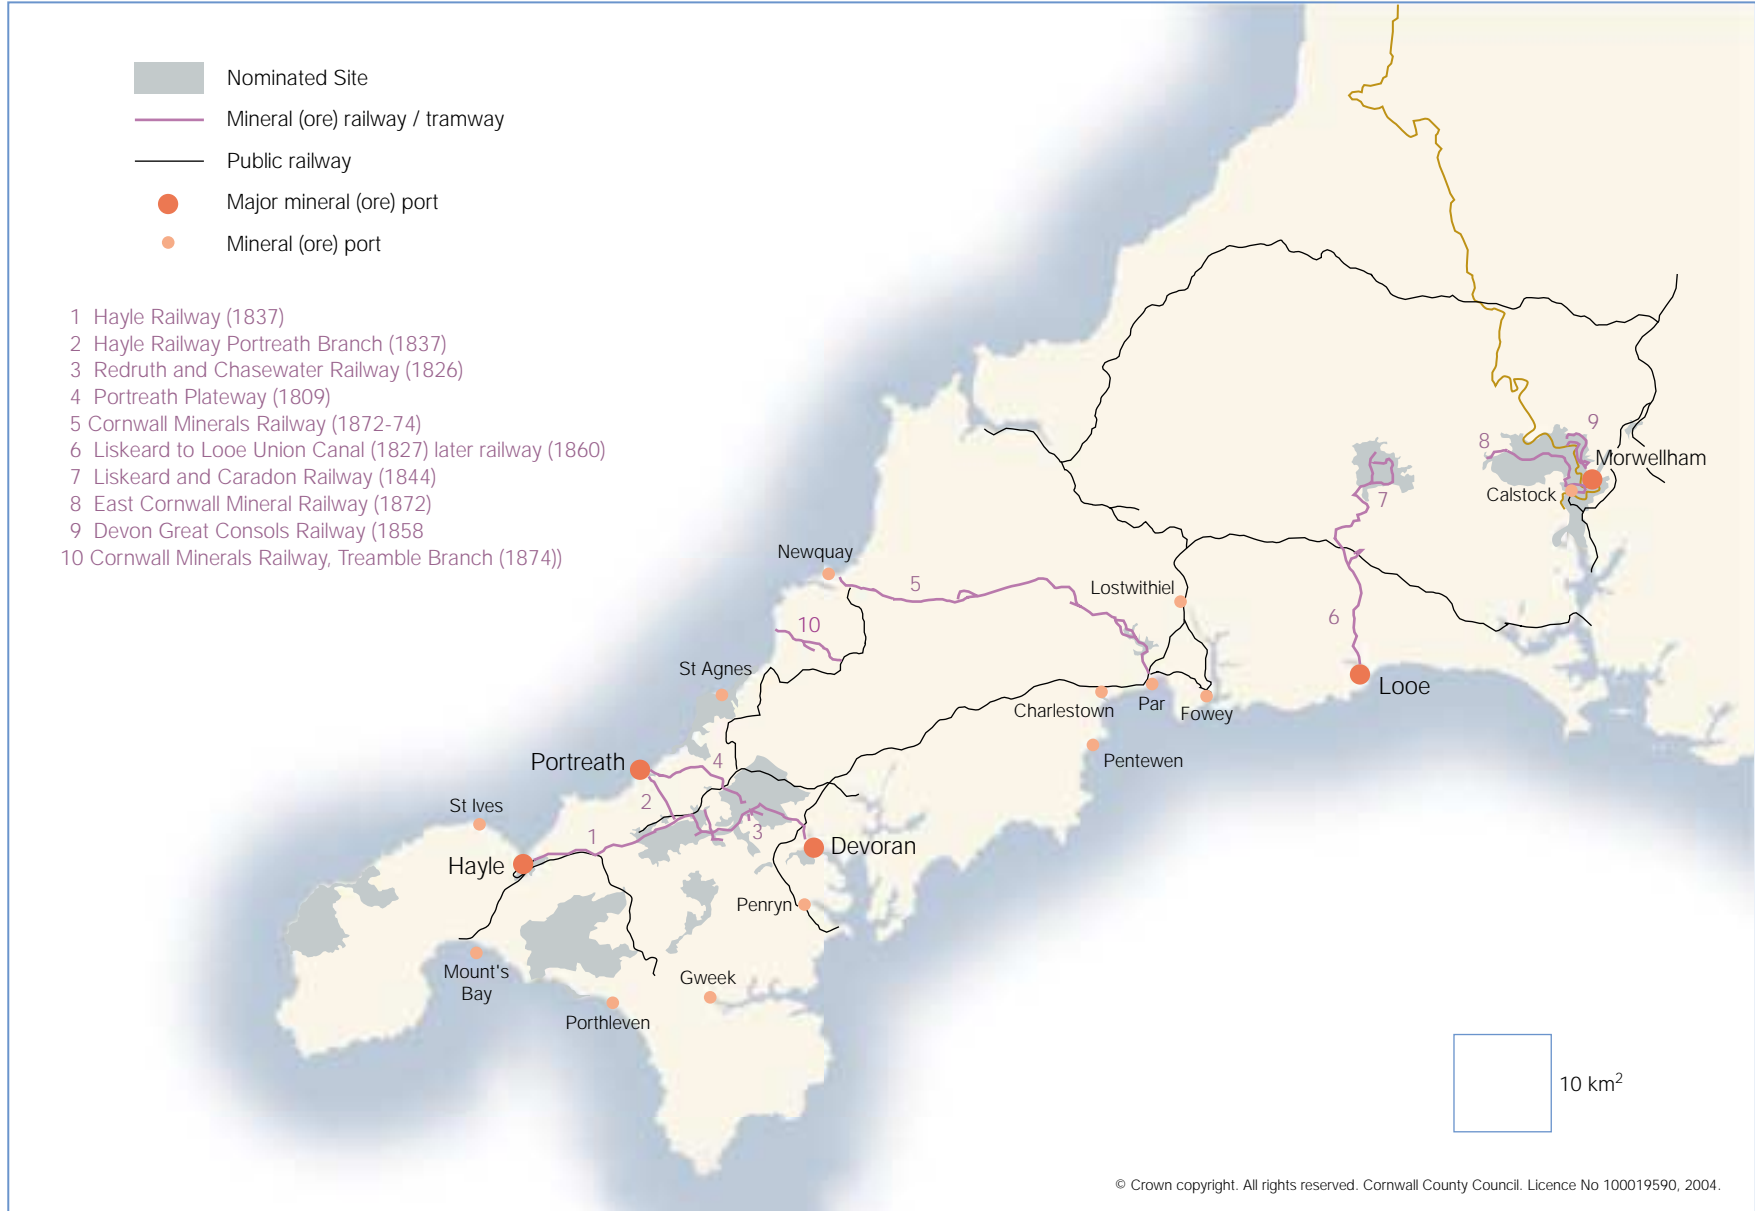 Nominated Site
Mineral (ore) railway / tramway
Public railway
Major mineral (ore) port
Mineral (ore) port
1 Hayle Railway (1837)
2 Hayle Railway Portreath Branch (1837)
3 Redruth and Chasewater Railway (1826)
4 Portreath Plateway (1809)
5 Cornwall Minerals Railway (1872-74)
6 Liskeard to Looe Union Canal (1827) later railway (1860)
7 Liskeard and Caradon Railway (1844)
8 East Cornwall Mineral Railway (1872)
9 Devon Great Consols Railway (1858
10 Cornwall Minerals Railway, Treamble Branch (1874))
9
8
Morwellham
Calstock
7
Newquay
5
Lostwithiel
10
6
St Agnes
Looe
Charlestown
Par
Fowey
Portreath
4
Pentewen
2
St Ives
3
1
Devoran
Hayle
Penryn
Mount's
Bay
Gweek
Porthleven
10 km²
© Crown copyright. All rights reserved. Cornwall County Council. Licence No 100019590, 2004.